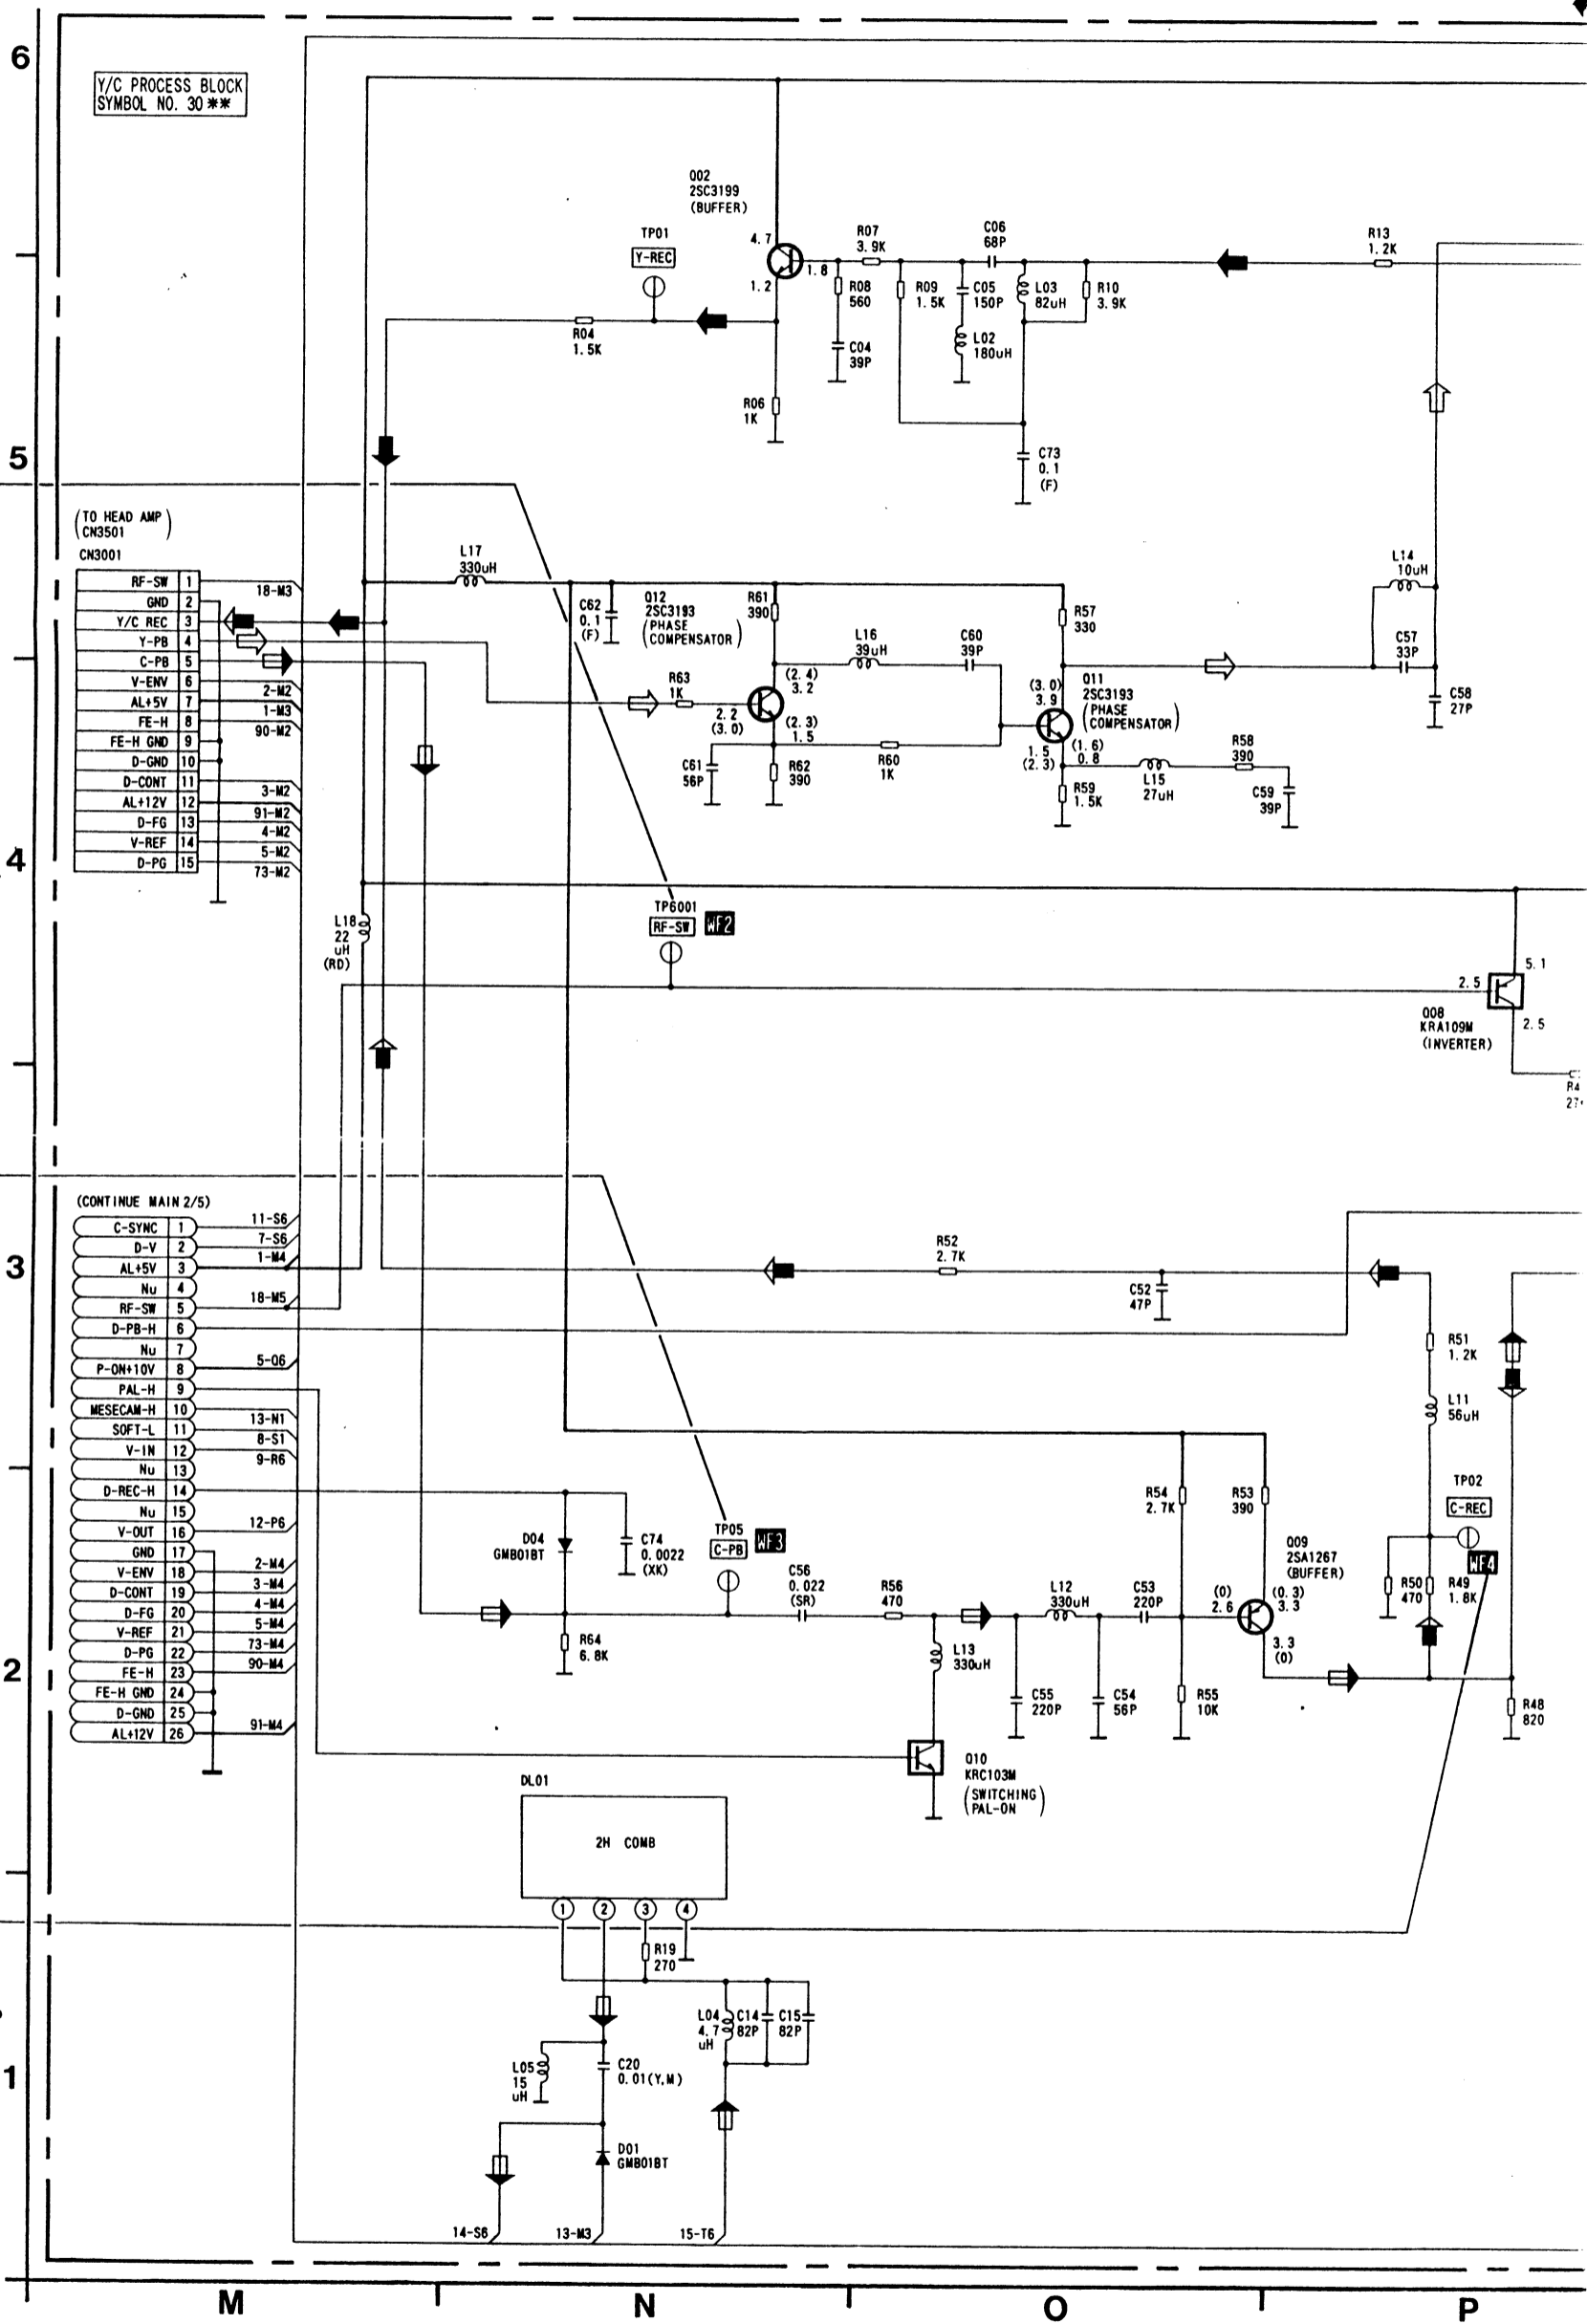 6
Y/C PROCESS BLOCK
SYMBOL NO. 30**
Q02
2SC3199
(BUFFER)
TP01
Y-REC
4.7
1.8
1.2
R07
3.9K
C06
68P
R13
1.2K
R08
560
R09
1.5K
C05
150P
L03
82uH
R10
3.9K
R04
1.5K
C04
39P
L02
180uH
R06
1K
5
C73
0.1
(F)
(TO HEAD AMP)
CN3501
CN3001
RF-SW 1
18-M3
GND 2
Y/C REC 3
Y-PB 4
C-PB 5
V-ENV 6
2-M2
AL+5V 7
1-M3
FE-H 8
90-M2
FE-H GND 9
D-GND 10
D-CONT 11
3-M2
AL+12V 12
91-M2
D-FG 13
4-M2
V-REF 14
5-M2
D-PG 15
73-M2
L17
330uH
C62
0.1
(F)
Q12
2SC3193
(PHASE
COMPENSATOR)
R61
390
L16
39uH
C60
39P
R57
330
L14
10uH
C57
33P
C58
27P
R63
1K
(2.4)
3.2
2.2
(3.0)
(2.3)
1.5
(3.0)
3.9
Q11
2SC3193
(PHASE
COMPENSATOR)
C61
56P
R62
390
R60
1K
1.5
(2.3)
(1.6)
0.8
R59
1.5K
L15
27uH
R58
390
C59
39P
4
L18
22
uH
(RD)
TP6001
RF-SW
WF2
5.1
2.5
2.5
Q08
KRA109M
(INVERTER)
R4
27
(CONTINUE MAIN 2/5)
3
C-SYNC 1
11-S6
D-V 2
7-S6
AL+5V 3
1-M4
Nu 4
RF-SW 5
18-M5
D-PB-H 6
Nu 7
P-ON+10V 8
5-Q6
PAL-H 9
MESECAM-H 10
13-N1
SOFT-L 11
8-S1
V-IN 12
9-R6
Nu 13
D-REC-H 14
Nu 15
V-OUT 16
12-P6
GND 17
V-ENV 18
2-M4
D-CONT 19
3-M4
D-FG 20
4-M4
V-REF 21
5-M4
D-PG 22
73-M4
FE-H 23
90-M4
FE-H GND 24
D-GND 25
AL+12V 26
91-M4
R52
2.7K
C52
47P
R51
1.2K
L11
56uH
TP02
C-REC
WF4
R54
2.7K
R53
390
D04
GMB01BT
C74
0.0022
(XK)
TP05
C-PB
WF3
C56
0.022
(SR)
R56
470
L12
330uH
C53
220P
(0)
2.6
Q09
2SA1267
(BUFFER)
(0.3)
3.3
3.3
(0)
R50
470
R49
1.8K
2
R64
6.8K
L13
330uH
C55
220P
C54
56P
R55
10K
R48
820
Q10
KRC103M
(SWITCHING
PAL-ON)
DL01
2H COMB
1 2 3 4
R19
270
L04
4.7
uH
C14
82P
C15
82P
1
L05
15
uH
C20
0.01(Y.M)
D01
GMB01BT
14-S6
13-M3
15-T6
M N O P